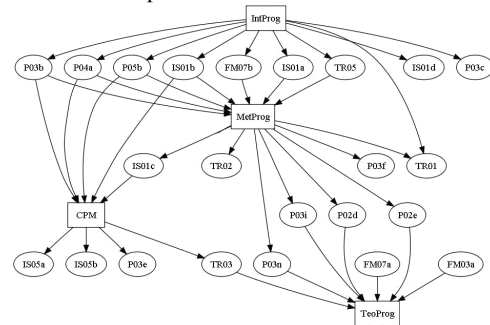 IntProg
P03b P04a P05b IS01b FM07b IS01a TR05 IS01d P03c
MetProg
IS01c TR02 P03f TR01
CPM P03i P02d P02e
IS05a IS05b P03e TR03 P03n FM07a FM03a
TeoProg